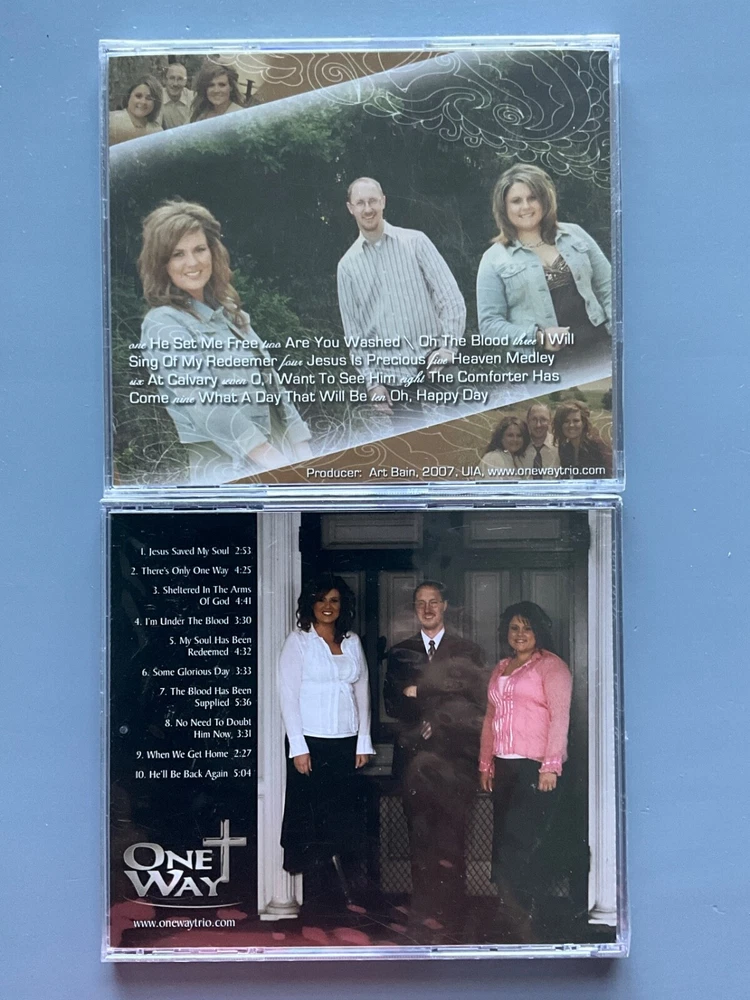 one He Set Me Free two Are You Washed \ Oh The Blood three I Will
Sing Of My Redeemer four Jesus Is Precious five Heaven Medley
six At Calvary seven O, I Want To See Him eight The Comforter Has
Come nine What A Day That Will Be ten Oh, Happy Day
Producer: Art Bain, 2007, UIA, www.onewaytrio.com
1. Jesus Saved My Soul 2:53
2. There's Only One Way 4:25
3. Sheltered In The Arms
Of God 4:41
4. I'm Under The Blood 3:30
5. My Soul Has Been
Redeemed 4:32
6. Some Glorious Day 3:33
7. The Blood Has Been
Supplied 5:36
8. No Need To Doubt
Him Now, 3:31
9. When We Get Home 2:27
10. He'll Be Back Again 5:04
ONE
WAY
www.onewaytrio.com